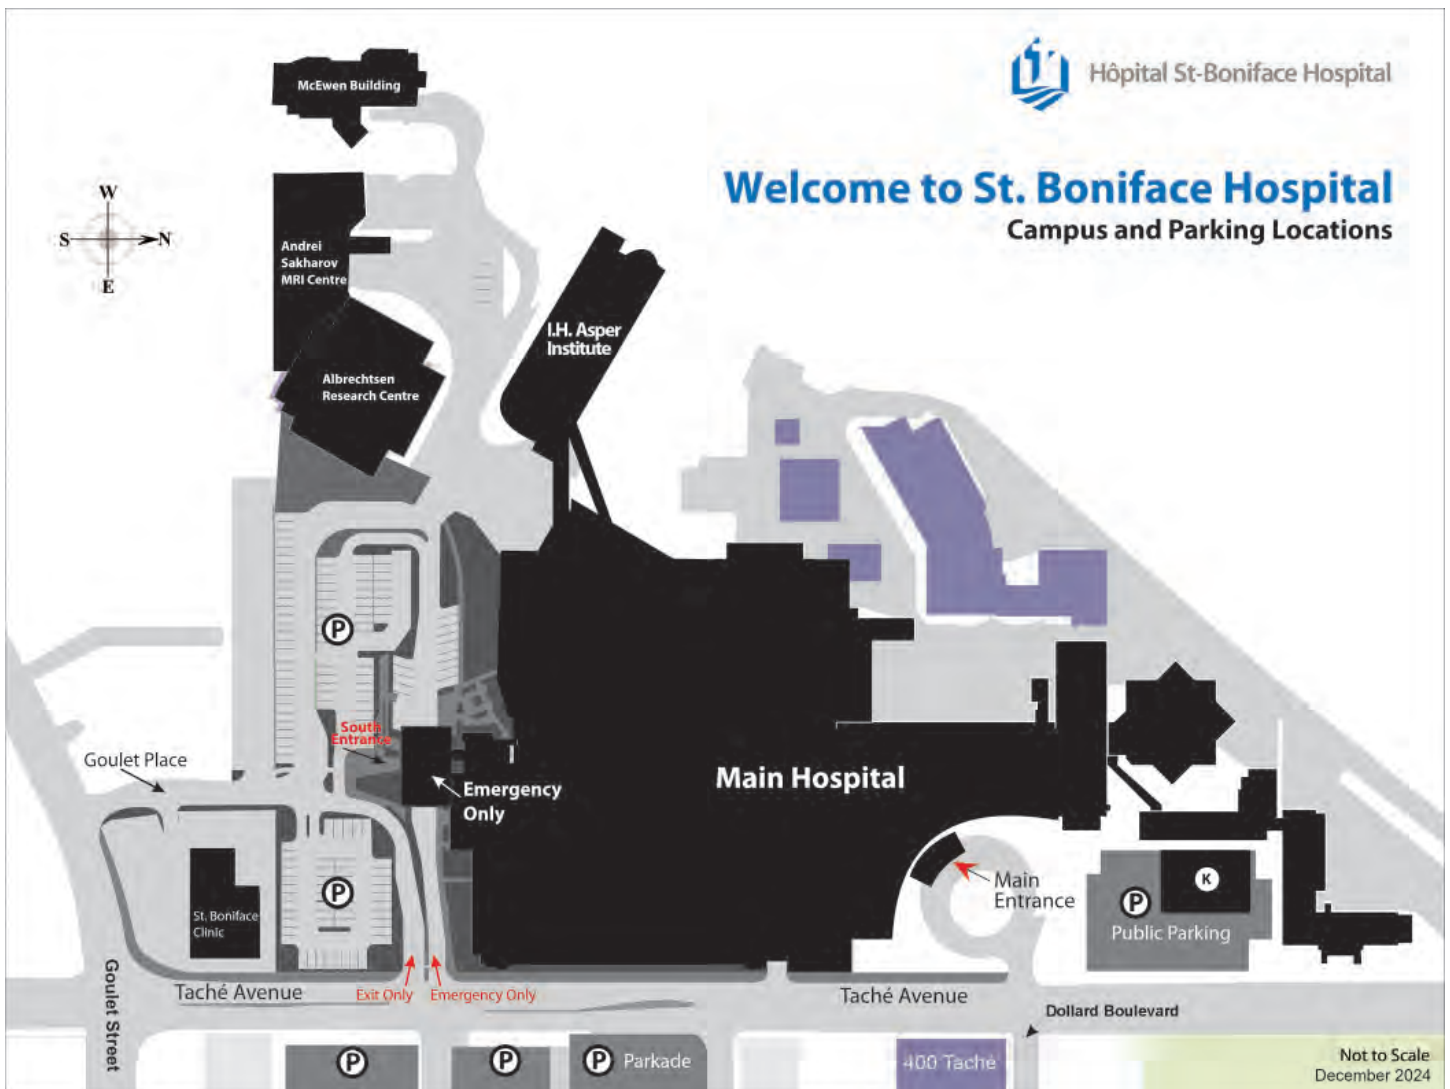 McEwen Building
Hôpital St-Boniface Hospital
Welcome to St. Boniface Hospital
Campus and Parking Locations
W
S
N
E
Andrei
Sakharov
MRI Centre
I.H. Asper
Institute
Albrechtsen
Research Centre
P
South
Entrance
Goulet Place
Emergency
Only
Main Hospital
Main
Entrance
P
K
Public Parking
P
St. Boniface
Clinic
Goulet Street
Taché Avenue
Exit Only
Emergency Only
Taché Avenue
Dollard Boulevard
P
P
P Parkade
400 Taché
Not to Scale
December 2024